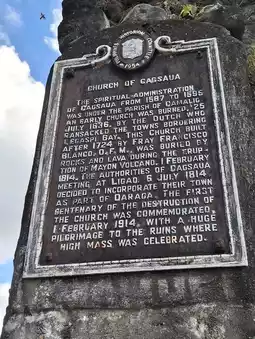 CHURCH OF CAGSAUA
THE SPIRITUAL ADMINISTRATION
OF CAGSAUA FROM 1587 TO 1595
WAS UNDER THE PARISH OF CAMALIG.
AN EARLY CHURCH WAS BURNED, 25
JULY 1636, BY THE DUTCH WHO
RANSACKED THE TOWNS BORDERING
LEGASPI BAY. THIS CHURCH BUILT
AFTER 1724 BY FRAY FRANCISCO
BLANCO, O.F.M., WAS BURIED BY
ROCKS AND LAVA DURING THE ERUP-
TION OF MAYON VOLCANO, 1 FEBRUARY
1814. THE AUTHORITIES OF CAGSAUA
MEETING AT LIGAO, 6 JULY 1814
DECIDED TO INCORPORATE THEIR TOWN
AS PART OF DARAGA. THE FIRST
CENTENARY OF THE DESTRUCTION OF
THE CHURCH WAS COMMEMORATED,
1 FEBRUARY 1914, WITH A HUGE
PILGRIMAGE TO THE RUINS WHERE
HIGH MASS WAS CELEBRATED.